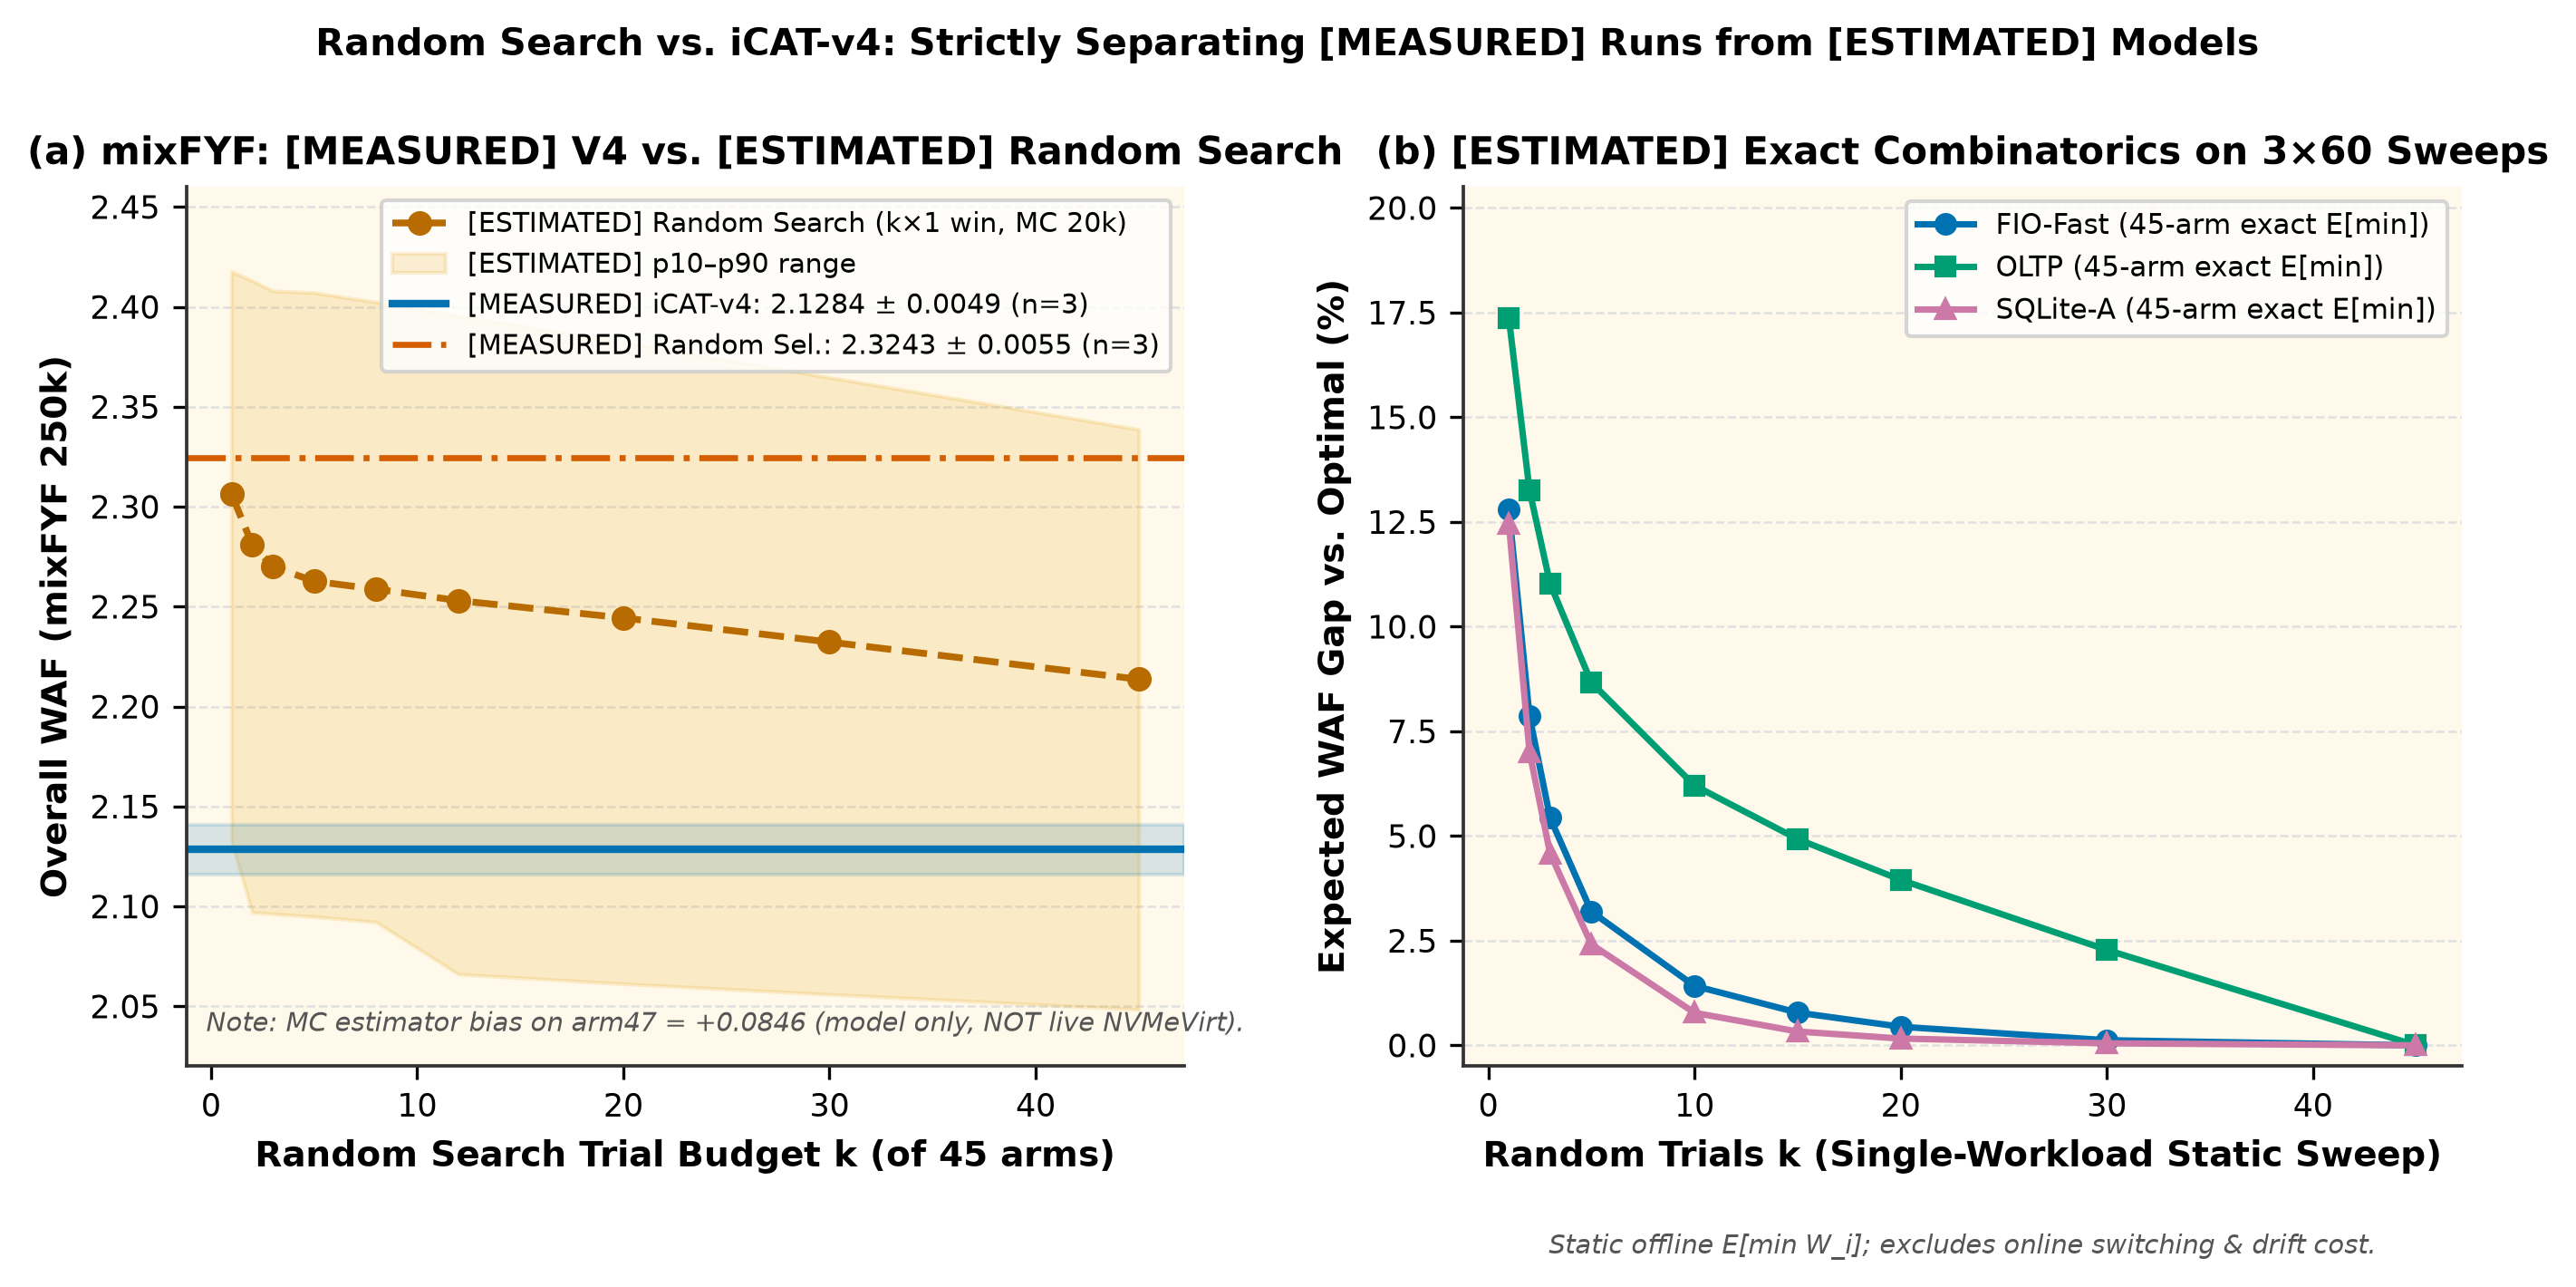 Random Search vs. iCAT-v4: Strictly Separating [MEASURED] Runs from [ESTIMATED] Models
(a) mixFYF: [MEASURED] V4 vs. [ESTIMATED] Random Search
Overall WAF (mixFYF 250k)
2.45
2.40
2.35
2.30
2.25
2.20
2.15
2.10
2.05
[ESTIMATED] Random Search (k×1 win, MC 20k)
[ESTIMATED] p10–p90 range
[MEASURED] iCAT-v4: 2.1284 ± 0.0049 (n=3)
[MEASURED] Random Sel.: 2.3243 ± 0.0055 (n=3)
Note: MC estimator bias on arm47 = +0.0846 (model only, NOT live NVMeVirt).
0 10 20 30 40
Random Search Trial Budget k (of 45 arms)
(b) [ESTIMATED] Exact Combinatorics on 3×60 Sweeps
Expected WAF Gap vs. Optimal (%)
20.0
17.5
15.0
12.5
10.0
7.5
5.0
2.5
0.0
FIO-Fast (45-arm exact E[min])
OLTP (45-arm exact E[min])
SQLite-A (45-arm exact E[min])
0 10 20 30 40
Random Trials k (Single-Workload Static Sweep)
Static offline E[min W_i]; excludes online switching & drift cost.